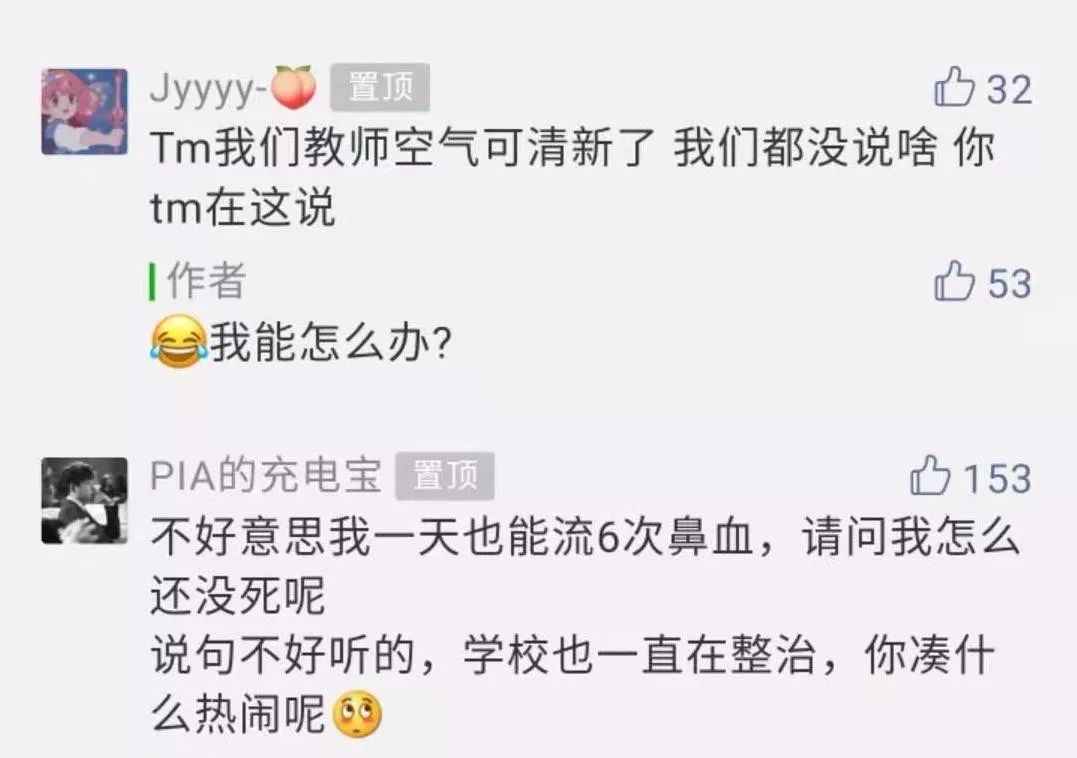 Jyyyy-🍑 置顶 32
Tm我们教师空气可清新了 我们都没说啥 你
tm在这说
作者 53
😂我能怎么办?
PIA的充电宝 置顶 153
不好意思我一天也能流6次鼻血，请问我怎么
还没死呢
说句不好听的，学校也一直在整治，你凑什
么热闹呢😳